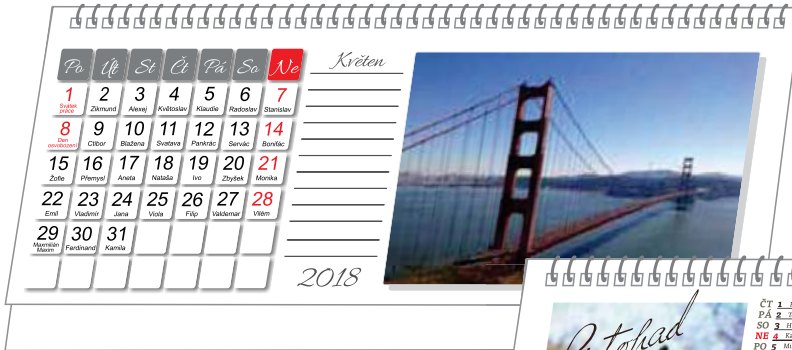 Po Út St Čt Pá So Ne
Květen
1 2 3 4 5 6 7
Svátek práce Zikmund Alexej Květoslav Klaudie Radoslav Stanislav
8 9 10 11 12 13 14
Den osvobození Ctibor Blažena Svatava Pankrác Servác Bonifác
15 16 17 18 19 20 21
Žofie Přemysl Aneta Nataša Ivo Zbyšek Monika
22 23 24 25 26 27 28
Emil Vladimír Jana Viola Filip Valdemar Vilém
29 30 31
Maxmilián Maxim Ferdinand Kamila
2018
Listopad
ČT 1
PÁ 2
SO 3
NE 4
PO 5